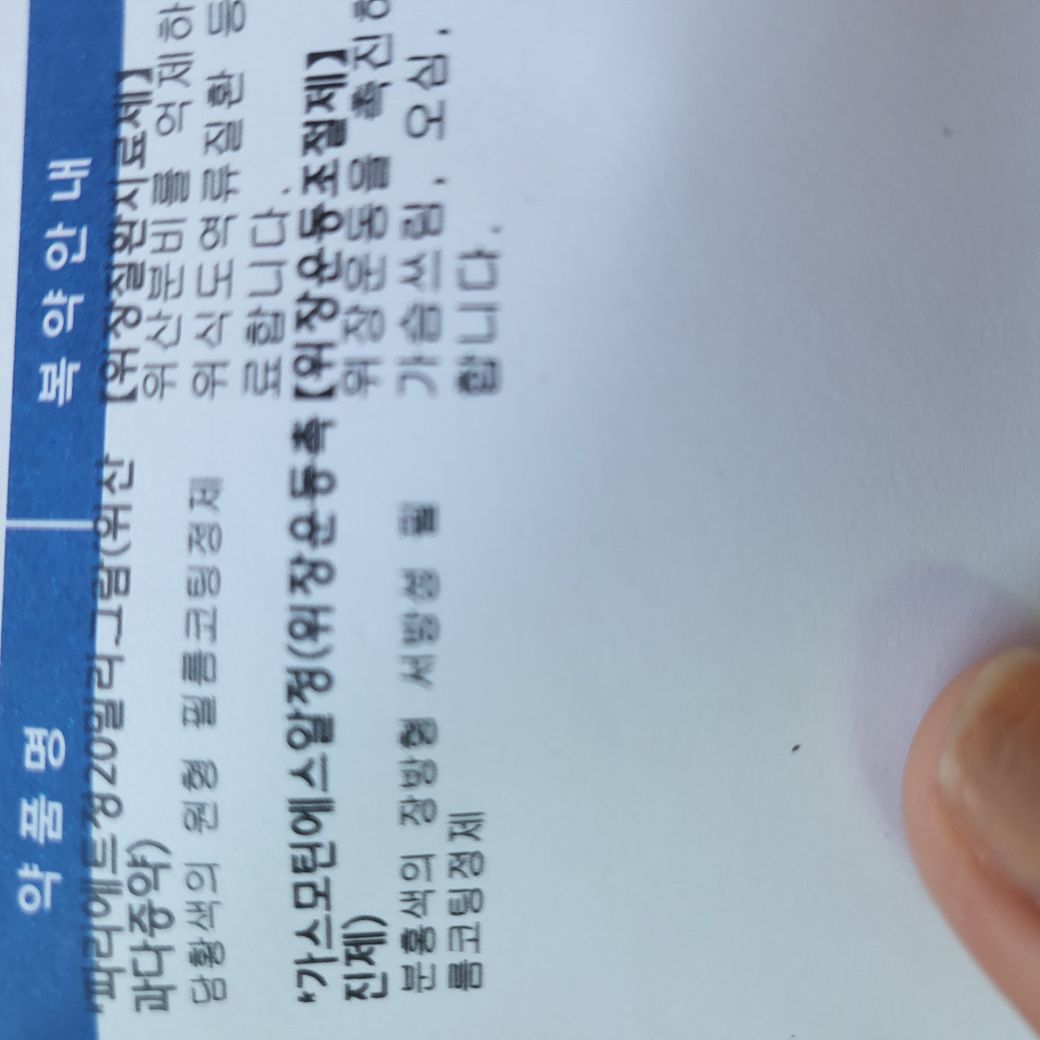 약 품 명
복 약 안 내
*파리에트정20밀리그람(위산
과다증약)
담황색의 원형 필름코팅정제
【위장질환치료제】
위산분비를 억제하
위식도역류질환 등
료합니다.
*가스모틴에스알정(위장운동촉
진제)
분홍색의 장방형 서방성 필
름코팅정제
【위장운동조절제】
위장운동을 촉진하
가슴쓰림, 오심,
합니다.